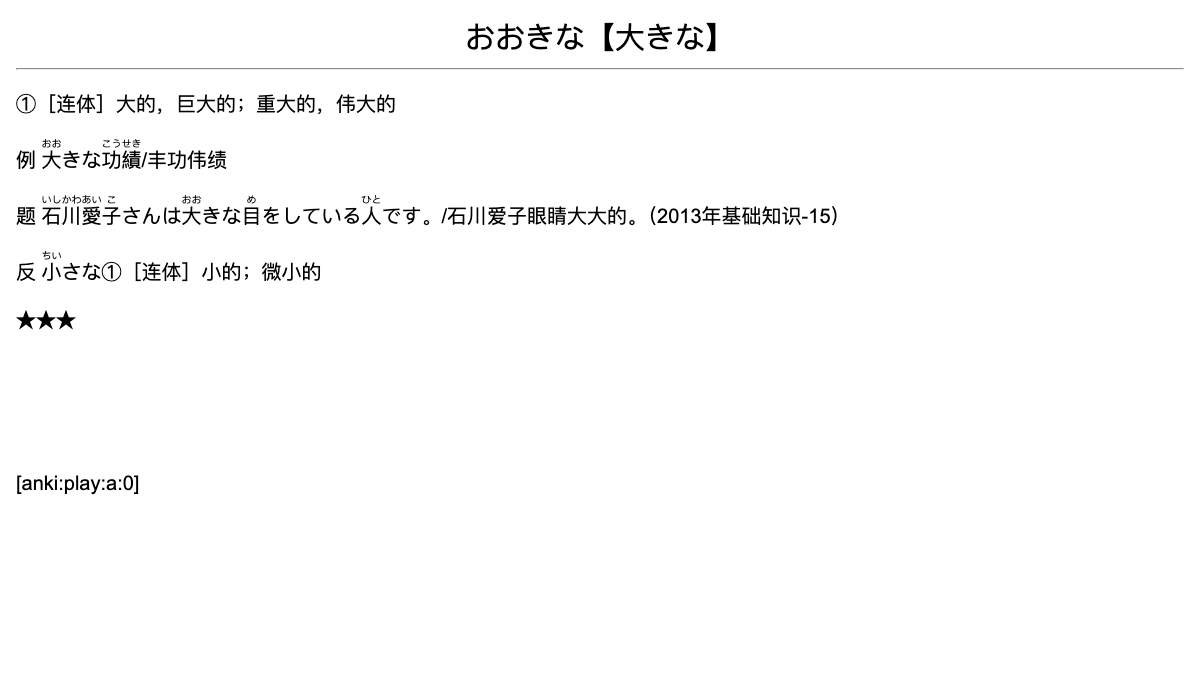 おおきな【大きな】
①［连体］大的，巨大的；重大的，伟大的
おお こうせき
例 大きな功績/丰功伟绩
いしかわあい こ おお め ひと
题 石川愛子さんは大きな目をしている人です。/石川爱子眼睛大大的。（2013年基础知识-15）
ちい
反 小さな①［连体］小的；微小的
★★★
[anki:play:a:0]